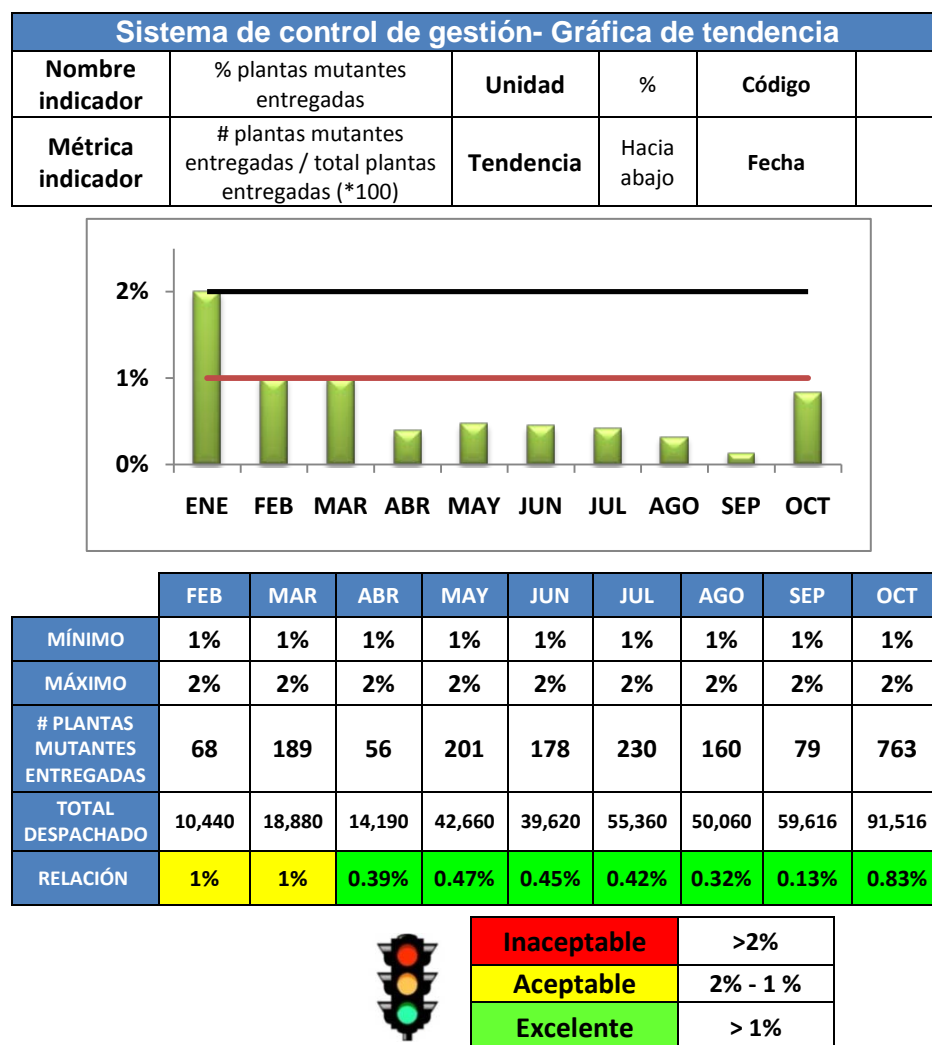 Sistema de control de gestión- Gráfica de tendencia
Nombre indicador
% plantas mutantes entregadas
Unidad
%
Código
Métrica indicador
# plantas mutantes entregadas / total plantas entregadas (*100)
Tendencia
Hacia abajo
Fecha
2%
1%
0%
ENE FEB MAR ABR MAY JUN JUL AGO SEP OCT
FEB MAR ABR MAY JUN JUL AGO SEP OCT
MÍNIMO 1% 1% 1% 1% 1% 1% 1% 1% 1%
MÁXIMO 2% 2% 2% 2% 2% 2% 2% 2% 2%
# PLANTAS MUTANTES ENTREGADAS 68 189 56 201 178 230 160 79 763
TOTAL DESPACHADO 10,440 18,880 14,190 42,660 39,620 55,360 50,060 59,616 91,516
RELACIÓN 1% 1% 0.39% 0.47% 0.45% 0.42% 0.32% 0.13% 0.83%
Inaceptable >2%
Aceptable 2% - 1 %
Excelente > 1%